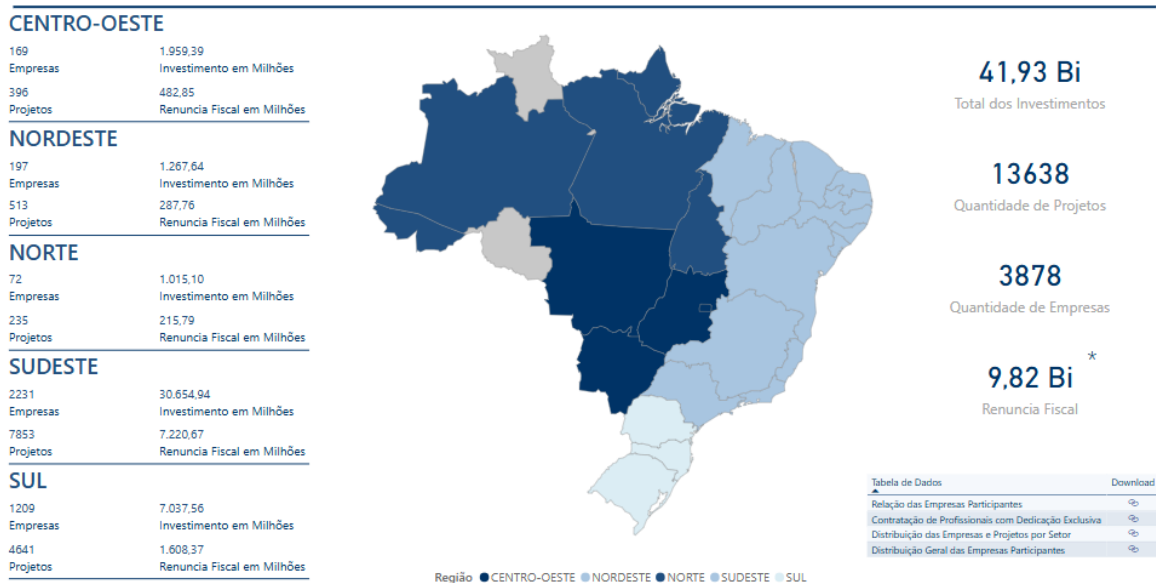 CENTRO-OESTE
169 1.959,39
Empresas Investimento em Milhões
396 482,85
Projetos Renuncia Fiscal em Milhões
NORDESTE
197 1.267,64
Empresas Investimento em Milhões
513 287,76
Projetos Renuncia Fiscal em Milhões
NORTE
72 1.015,10
Empresas Investimento em Milhões
235 215,79
Projetos Renuncia Fiscal em Milhões
SUDESTE
2231 30.654,94
Empresas Investimento em Milhões
7853 7.220,67
Projetos Renuncia Fiscal em Milhões
SUL
1209 7.037,56
Empresas Investimento em Milhões
4641 1.608,37
Projetos Renuncia Fiscal em Milhões
Região CENTRO-OESTE NORDESTE NORTE SUDESTE SUL
41,93 Bi
Total dos Investimentos
13638
Quantidade de Projetos
3878
Quantidade de Empresas
9,82 Bi *
Renuncia Fiscal
Tabela de Dados Download
Relação das Empresas Participantes
Contratação de Profissionais com Dedicação Exclusiva
Distribuição das Empresas e Projetos por Setor
Distribuição Geral das Empresas Participantes